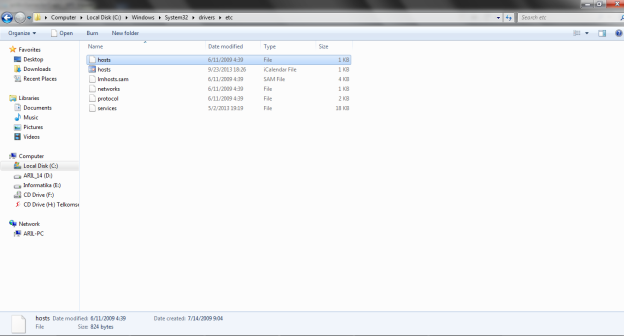 Computer ▸ Local Disk (C:) ▸ Windows ▸ System32 ▸ drivers ▸ etc
Search etc
Organize Open Burn New folder
Name Date modified Type Size
Favorites
Desktop
Downloads
Recent Places
Libraries
Documents
Music
Pictures
Videos
Computer
Local Disk (C:)
ARIL_14 (D:)
Informatika (E:)
CD Drive (F:)
CD Drive (H:) Telkomse
Network
ARIL-PC
hosts 6/11/2009 4:39 File 1 KB
hosts 9/23/2013 18:26 iCalendar File 1 KB
lmhosts.sam 6/11/2009 4:39 SAM File 4 KB
networks 6/11/2009 4:39 File 1 KB
protocol 6/11/2009 4:39 File 2 KB
services 5/2/2013 19:19 File 18 KB
hosts Date modified: 6/11/2009 4:39 Date created: 7/14/2009 9:04
File Size: 824 bytes